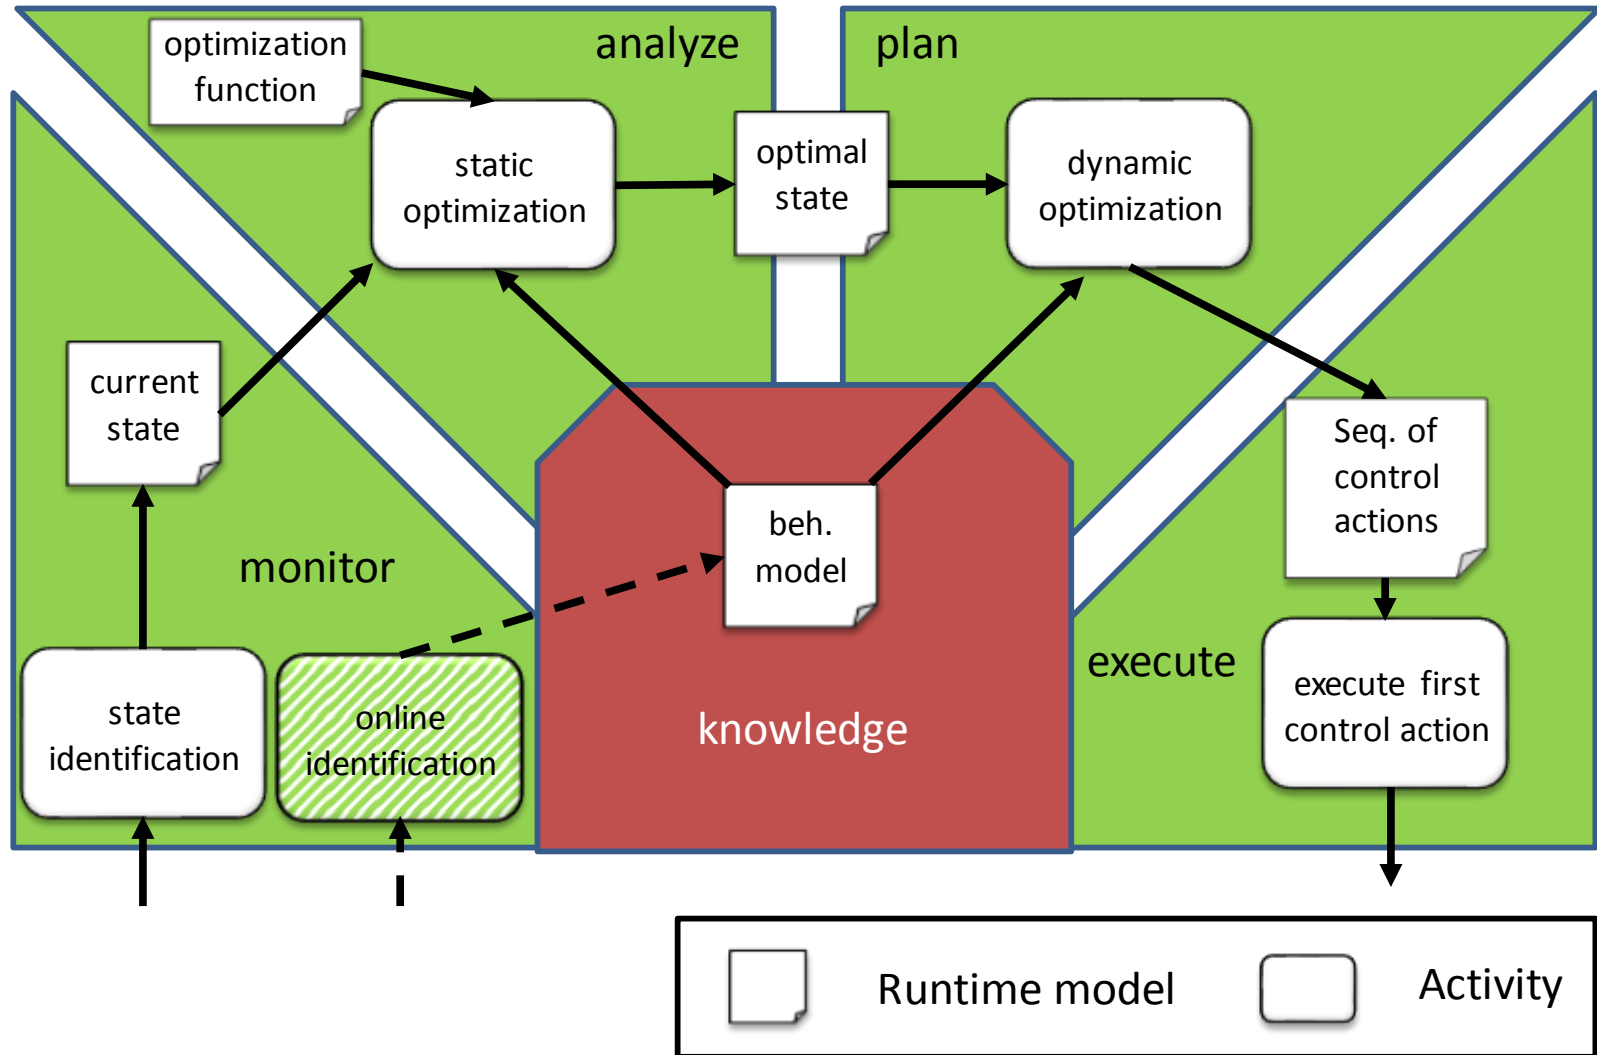 optimization
function
analyze
plan
static
optimization
optimal
state
dynamic
optimization
current
state
Seq. of
control
actions
beh.
model
monitor
state
identification
online
identification
knowledge
execute
execute first
control action
Runtime model
Activity